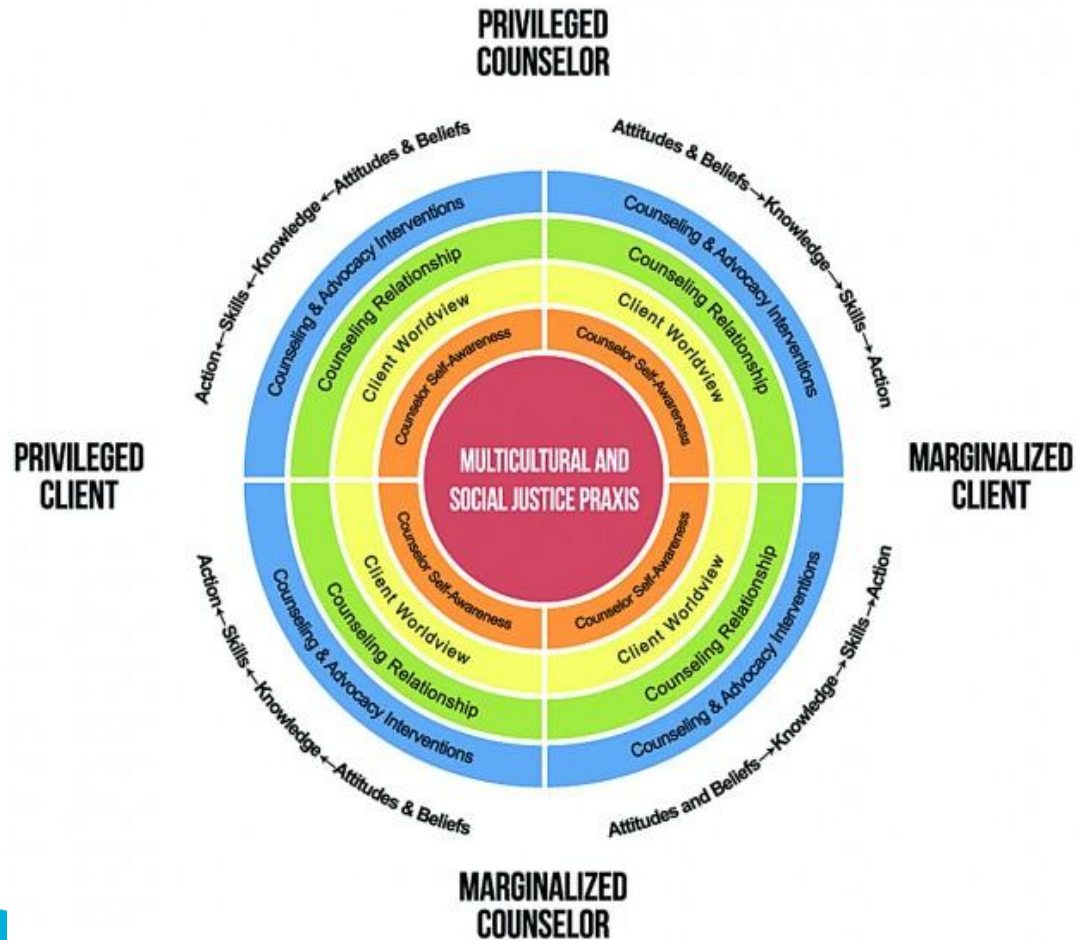 PRIVILEGED
COUNSELOR
Attitudes & Beliefs
Knowledge
Skills
Action
Attitudes & Beliefs→Knowledge→Skills→Action
Counseling & Advocacy Interventions
Counseling & Advocacy Interventions
Counseling Relationship
Counseling Relationship
Client Worldview
Client Worldview
Counselor Self-Awareness
Counselor Self-Awareness
PRIVILEGED
CLIENT
MULTICULTURAL AND
SOCIAL JUSTICE PRAXIS
MARGINALIZED
CLIENT
Counselor Self-Awareness
Counselor Self-Awareness
Client Worldview
Client Worldview
Counseling Relationship
Counseling Relationship
Counseling & Advocacy Interventions
Counseling & Advocacy Interventions
Action←Skills←Knowledge←Attitudes & Beliefs
Attitudes and Beliefs→Knowledge→Skills→Action
MARGINALIZED
COUNSELOR